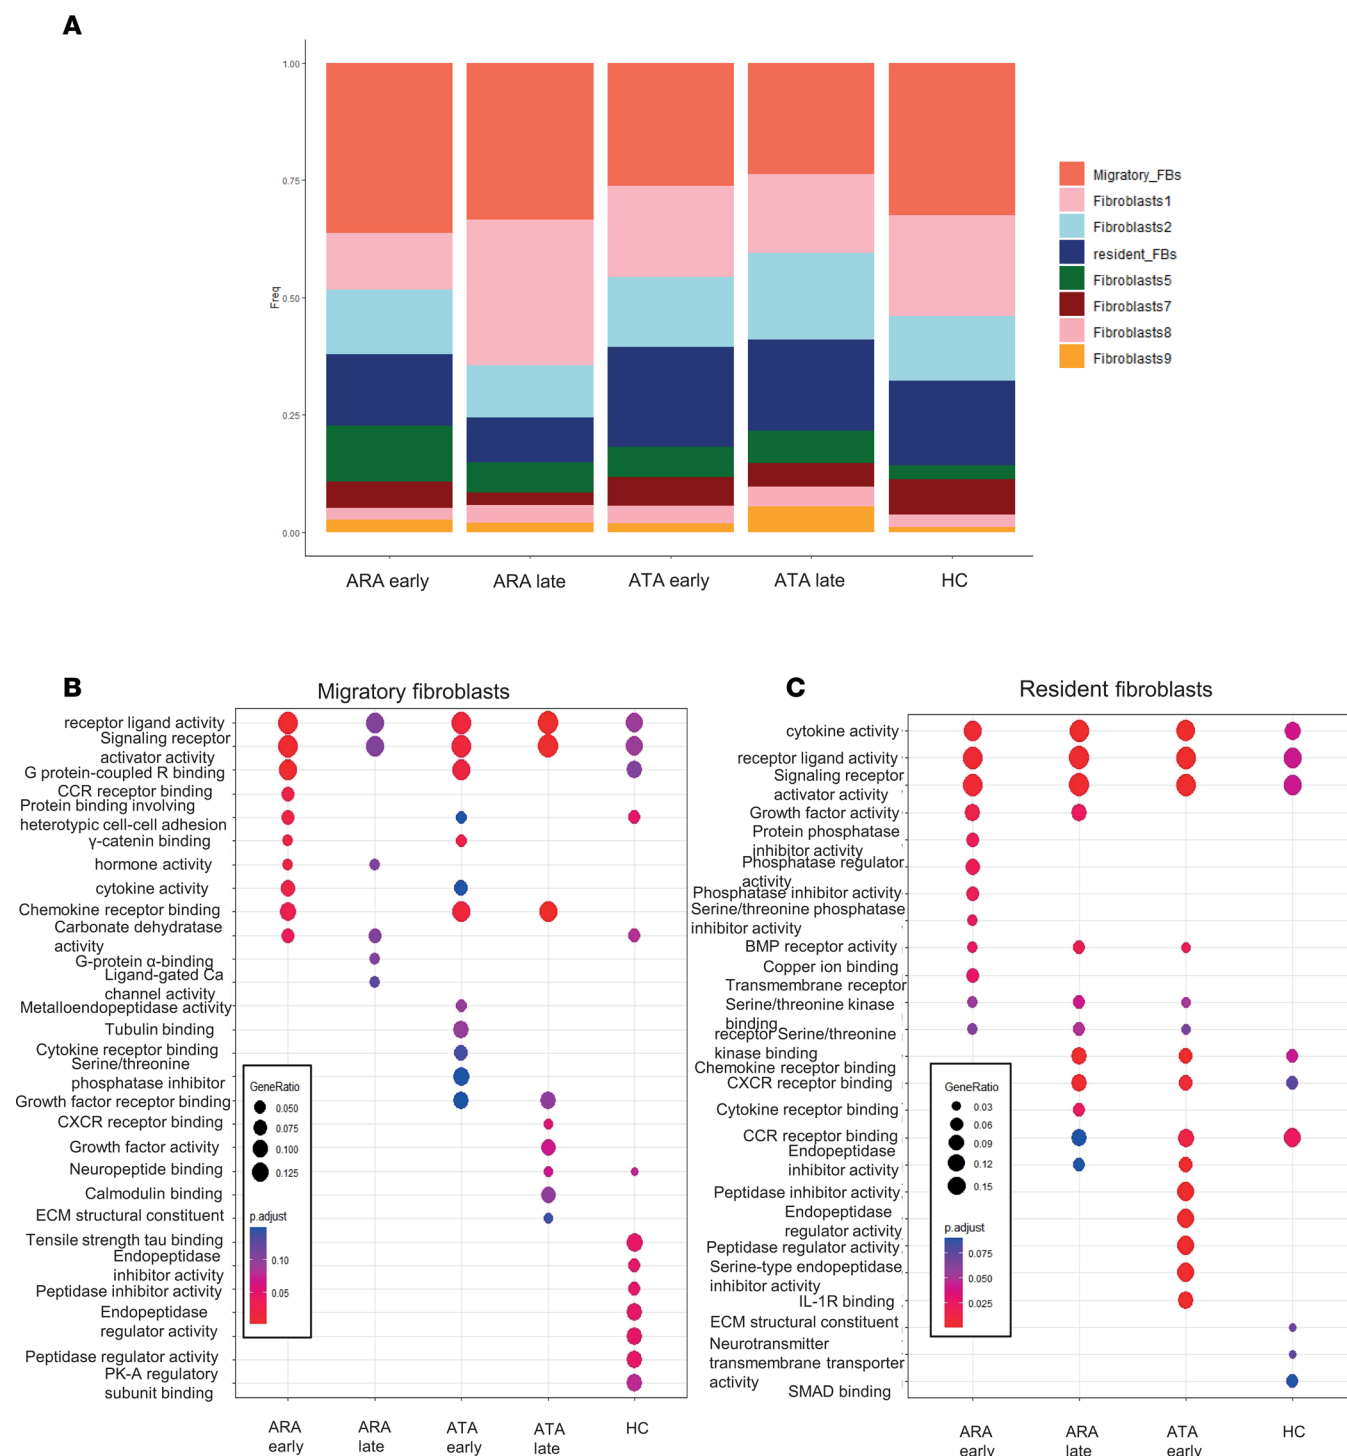 A
1.00
0.75
0.50
0.25
0.00
Freq
ARA early
ARA late
ATA early
ATA late
HC
Migratory_FBs
Fibroblasts1
Fibroblasts2
resident_FBs
Fibroblasts5
Fibroblasts7
Fibroblasts8
Fibroblasts9
B
Migratory fibroblasts
receptor ligand activity
Signaling receptor
activator activity
G protein-coupled R binding
CCR receptor binding
Protein binding involving
heterotypic cell-cell adhesion
γ-catenin binding
hormone activity
cytokine activity
Chemokine receptor binding
Carbonate dehydratase
activity
G-protein α-binding
Ligand-gated Ca
channel activity
Metalloendopeptidase activity
Tubulin binding
Cytokine receptor binding
Serine/threonine
phosphatase inhibitor
Growth factor receptor binding
CXCR receptor binding
Growth factor activity
Neuropeptide binding
Calmodulin binding
ECM structural constituent
Tensile strength tau binding
Endopeptidase
inhibitor activity
Peptidase inhibitor activity
Endopeptidase
regulator activity
Peptidase regulator activity
PK-A regulatory
subunit binding
GeneRatio
0.050
0.075
0.100
0.125
p.adjust
0.10
0.05
ARA
early
ARA
late
ATA
early
ATA
late
HC
C
Resident fibroblasts
cytokine activity
receptor ligand activity
Signaling receptor
activator activity
Growth factor activity
Protein phosphatase
inhibitor activity
Phosphatase regulator
activity
Phosphatase inhibitor activity
Serine/threonine phosphatase
inhibitor activity
BMP receptor activity
Copper ion binding
Transmembrane receptor
Serine/threonine kinase
binding
receptor Serine/threonine
kinase binding
Chemokine receptor binding
CXCR receptor binding
Cytokine receptor binding
CCR receptor binding
Endopeptidase
inhibitor activity
Peptidase inhibitor activity
Endopeptidase
regulator activity
Peptidase regulator activity
Serine-type endopeptidase
inhibitor activity
IL-1R binding
ECM structural constituent
Neurotransmitter
transmembrane transporter
activity
SMAD binding
GeneRatio
0.03
0.06
0.09
0.12
0.15
p.adjust
0.075
0.050
0.025
ARA
early
ARA
late
ATA
early
HC